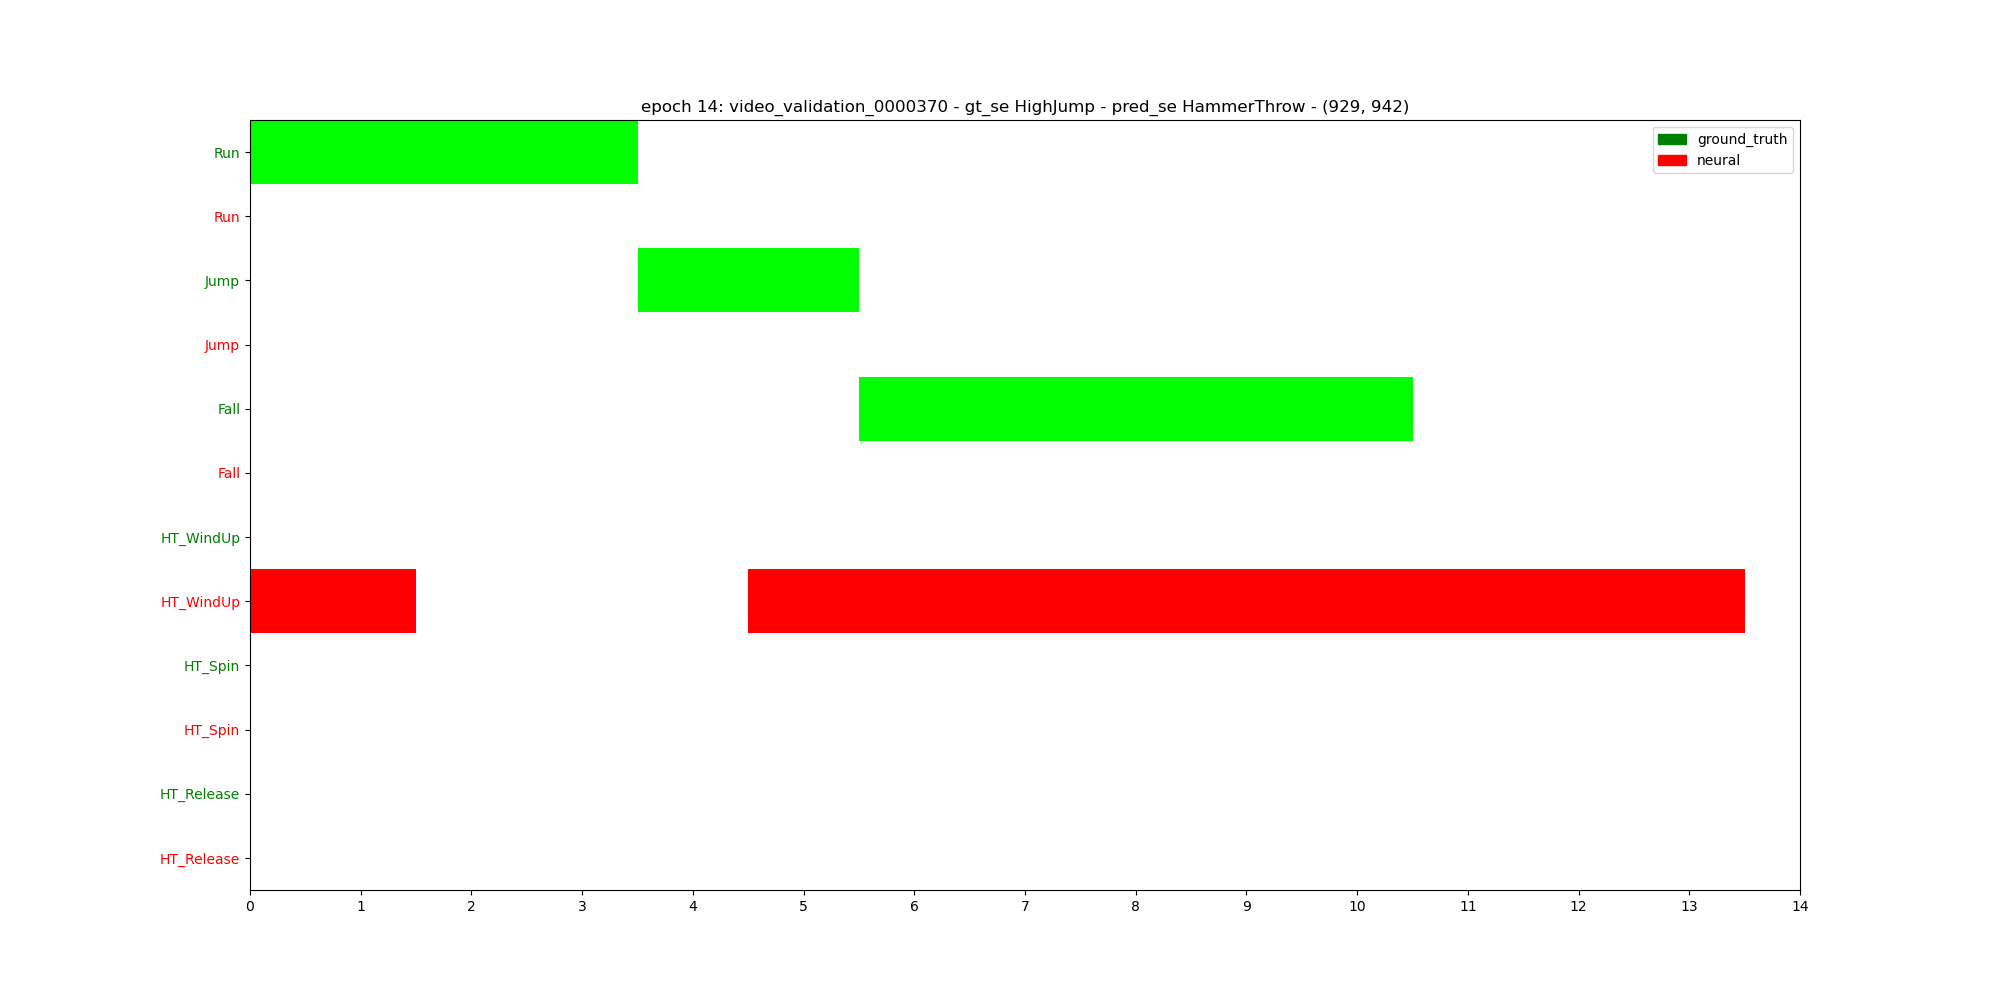 epoch 14: video_validation_0000370 - gt_se HighJump - pred_se HammerThrow - (929, 942)
ground_truth
neural
Run
Run
Jump
Jump
Fall
Fall
HT_WindUp
HT_WindUp
HT_Spin
HT_Spin
HT_Release
HT_Release
0 1 2 3 4 5 6 7 8 9 10 11 12 13 14